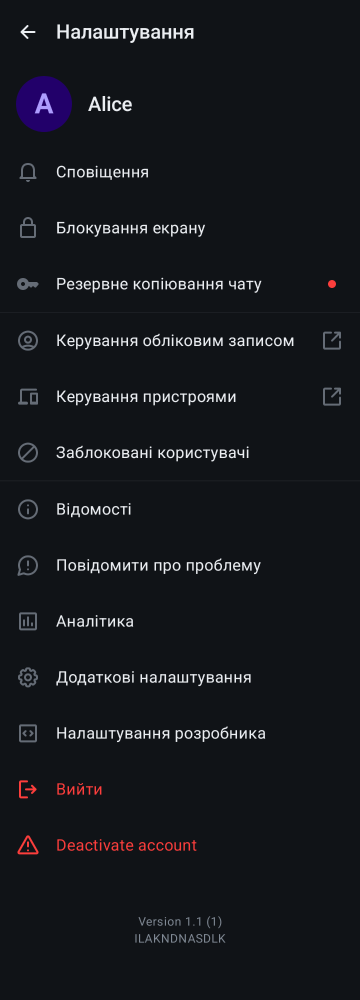 Налаштування
A
Alice
Сповіщення
Блокування екрану
Резервне копіювання чату
Керування обліковим записом
Керування пристроями
Заблоковані користувачі
Відомості
Повідомити про проблему
Аналітика
Додаткові налаштування
Налаштування розробника
Вийти
Deactivate account
Version 1.1 (1)
ILAKNDNASDLK